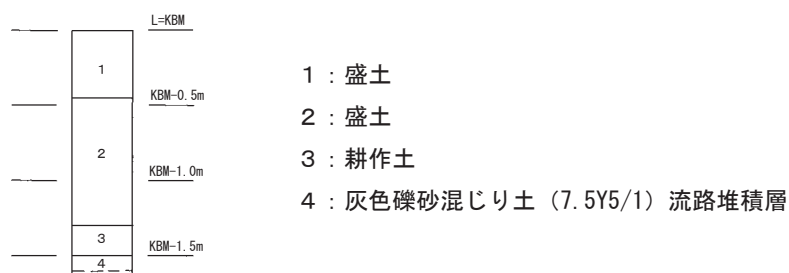 L=KBM
1
KBM-0.5m
2
KBM-1.0m
3
KBM-1.5m
4
1：盛土
2：盛土
3：耕作土
4：灰色礫砂混じり土（7.5Y5/1）流路堆積層